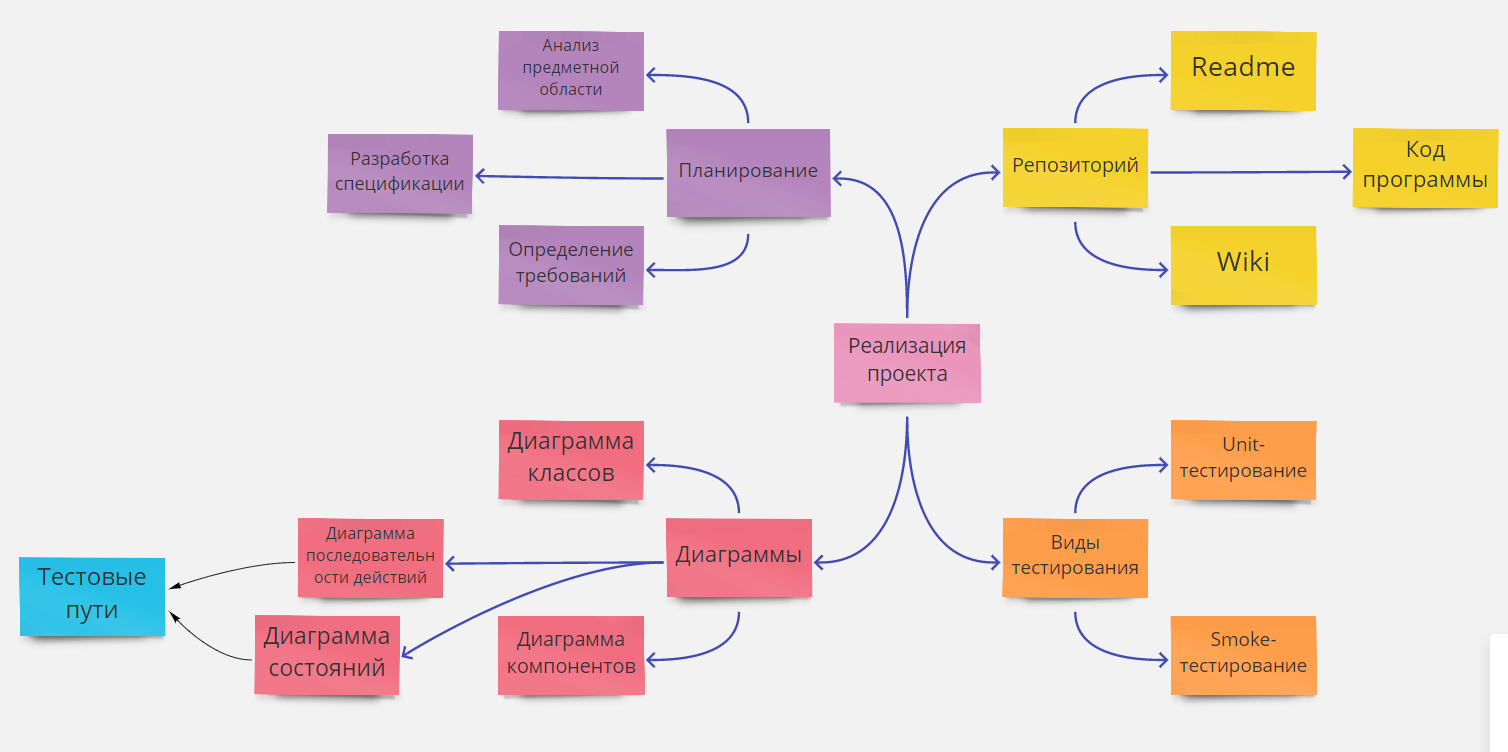 Анализ
предметной
области
Readme
Разработка
спецификации
Планирование
Репозиторий
Код
программы
Определение
требований
Wiki
Реализация
проекта
Диаграмма
классов
Unit-
тестирование
Диаграмма
последовательн
ости действий
Диаграммы
Виды
тестирования
Тестовые
пути
Диаграмма
состояний
Диаграмма
компонентов
Smoke-
тестирование